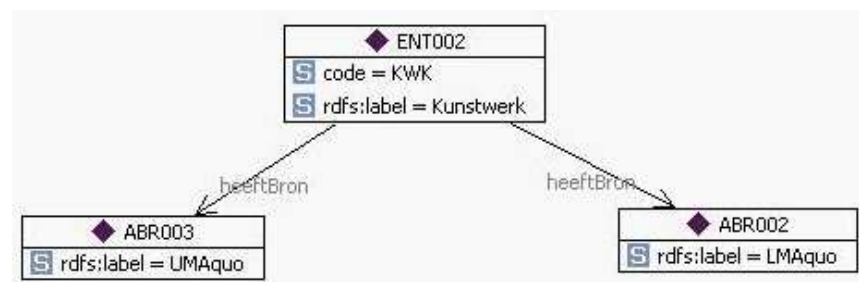 ENT002
S code = KWK
S rdfs:label = Kunstwerk
heeftBron
heeftBron
ABR003
S rdfs:label = UMAquo
ABR002
S rdfs:label = LMAquo